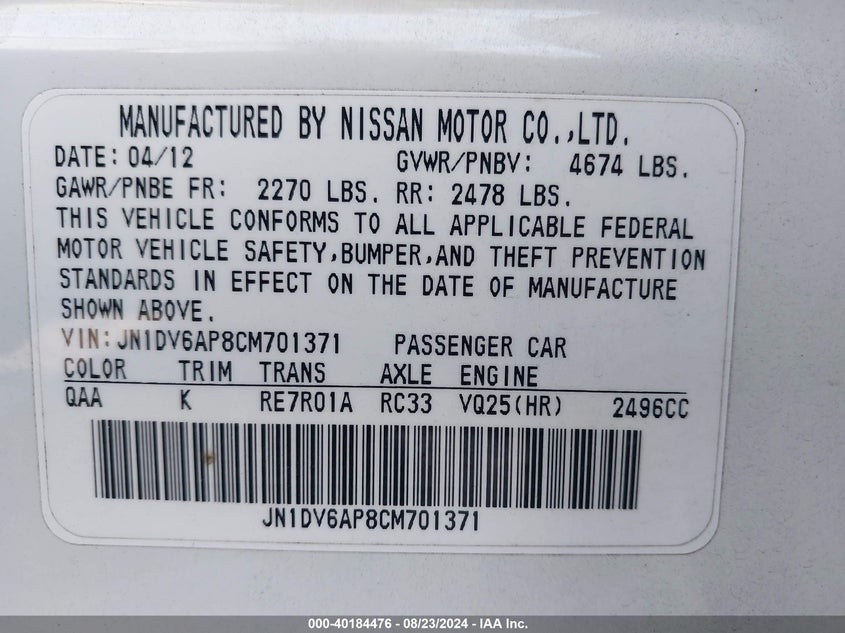 MANUFACTURED BY NISSAN MOTOR CO.,LTD.
DATE: 04/12 GVWR/PNBV: 4674 LBS.
GAWR/PNBE FR: 2270 LBS. RR: 2478 LBS.
THIS VEHICLE CONFORMS TO ALL APPLICABLE FEDERAL
MOTOR VEHICLE SAFETY,BUMPER,AND THEFT PREVENTION
STANDARDS IN EFFECT ON THE DATE OF MANUFACTURE
SHOWN ABOVE.
VIN:JN1DV6AP8CM701371 PASSENGER CAR
COLOR TRIM TRANS AXLE ENGINE
QAA K RE7R01A RC33 VQ25(HR) 2496CC
JN1DV6AP8CM701371
000-40184476 - 08/23/2024 - IAA Inc.